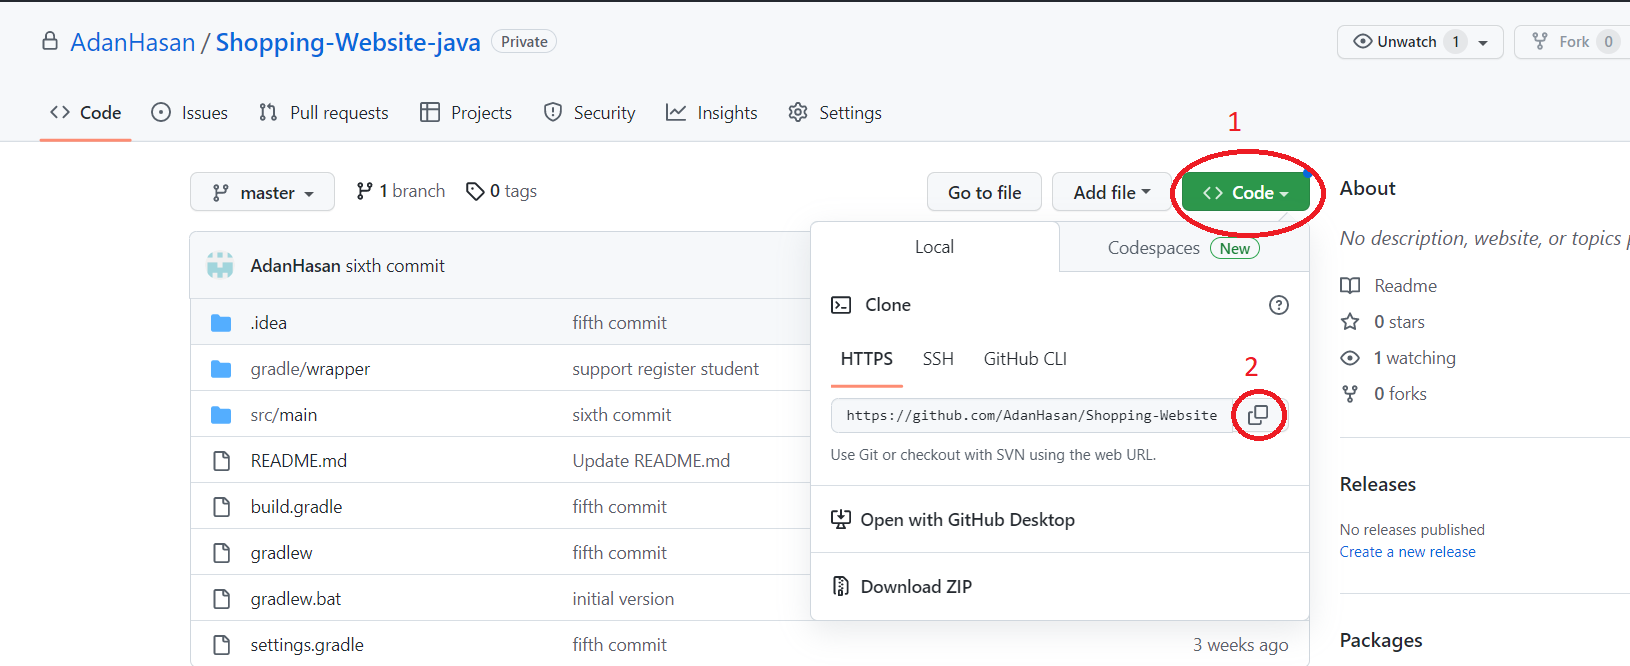 AdanHasan / Shopping-Website-java Private
Unwatch 1
Fork 0
Code Issues Pull requests Projects Security Insights Settings
1
master 1 branch 0 tags
Go to file Add file Code
AdanHasan sixth commit
.idea fifth commit
gradle/wrapper support register student
src/main sixth commit
README.md Update README.md
build.gradle fifth commit
gradlew fifth commit
gradlew.bat initial version
settings.gradle fifth commit 3 weeks ago
Local Codespaces New
Clone
HTTPS SSH GitHub CLI
2
https://github.com/AdanHasan/Shopping-Website
Use Git or checkout with SVN using the web URL.
Open with GitHub Desktop
Download ZIP
About
No description, website, or topics
Readme
0 stars
1 watching
0 forks
Releases
No releases published
Create a new release
Packages